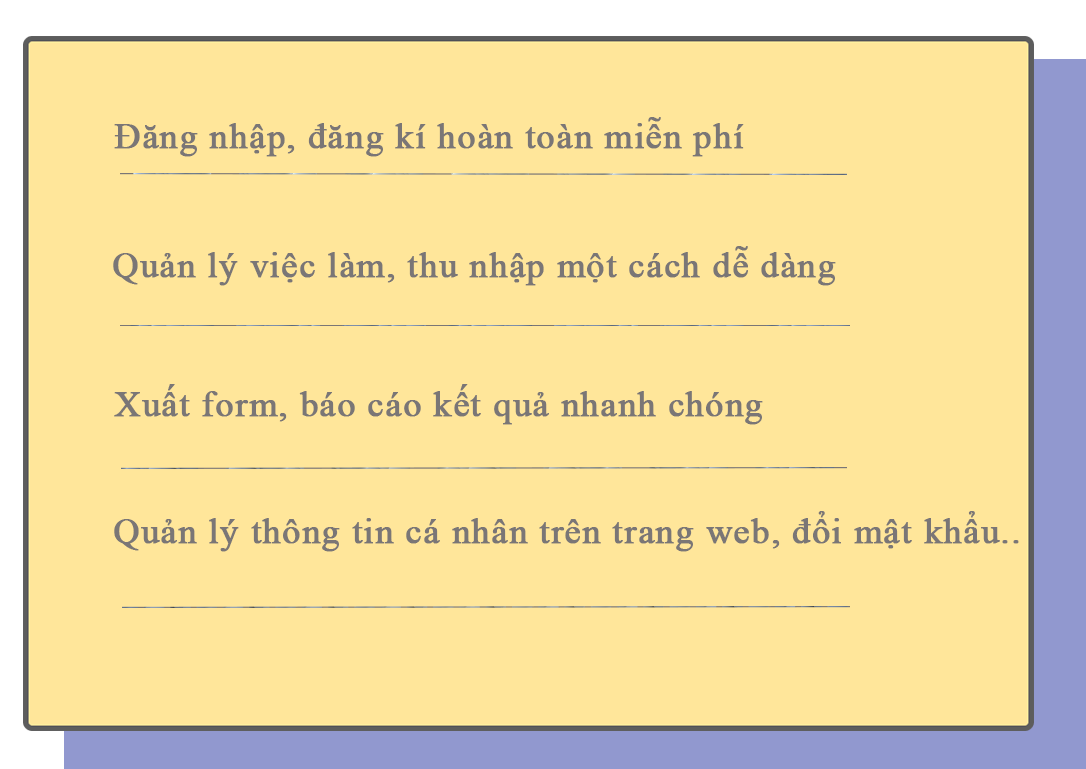 Đăng nhập, đăng kí hoàn toàn miễn phí
Quản lý việc làm, thu nhập một cách dễ dàng
Xuất form, báo cáo kết quả nhanh chóng
Quản lý thông tin cá nhân trên trang web, đổi mật khẩu..